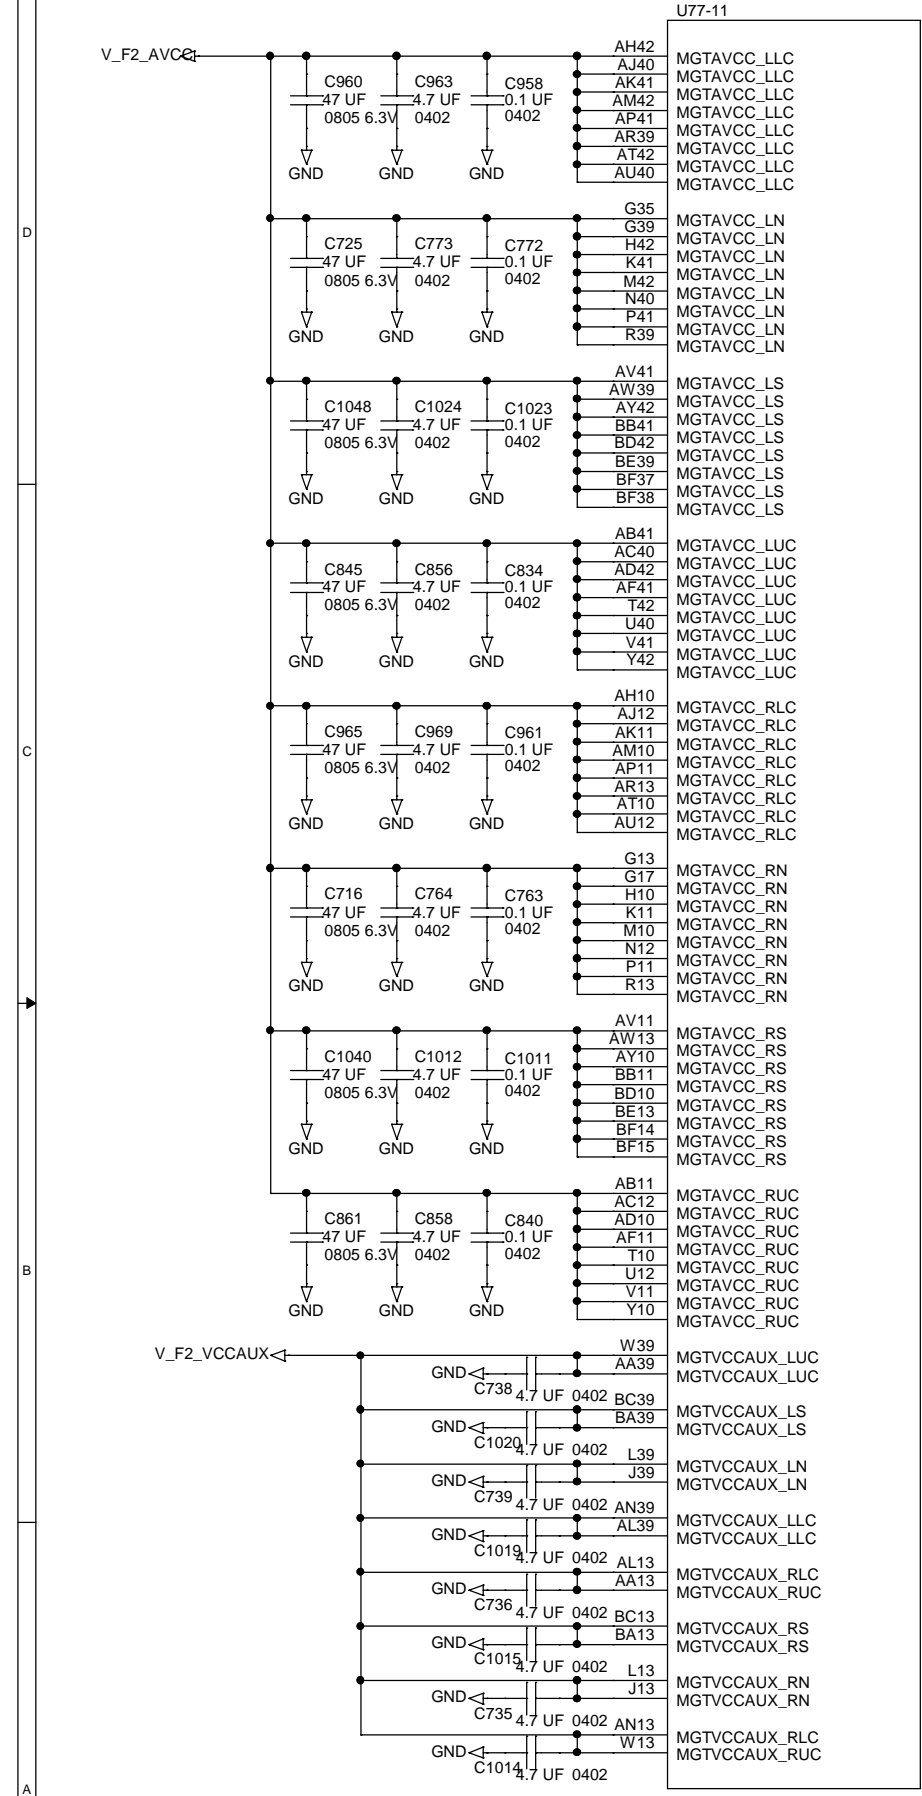 U77-11
V_F2_AVCC
C960 C963 C958
47 UF 4.7 UF 0.1 UF
0805 6.3V 0402 0402
GND GND GND
AH42 MGTAVCC_LLC
AJ40 MGTAVCC_LLC
AK41 MGTAVCC_LLC
AM42 MGTAVCC_LLC
AP41 MGTAVCC_LLC
AR39 MGTAVCC_LLC
AT42 MGTAVCC_LLC
AU40 MGTAVCC_LLC
D
C725 C773 C772
47 UF 4.7 UF 0.1 UF
0805 6.3V 0402 0402
GND GND GND
G35 MGTAVCC_LN
G39 MGTAVCC_LN
H42 MGTAVCC_LN
K41 MGTAVCC_LN
M42 MGTAVCC_LN
N40 MGTAVCC_LN
P41 MGTAVCC_LN
R39 MGTAVCC_LN
C1048 C1024 C1023
47 UF 4.7 UF 0.1 UF
0805 6.3V 0402 0402
GND GND GND
AV41 MGTAVCC_LS
AW39 MGTAVCC_LS
AY42 MGTAVCC_LS
BB41 MGTAVCC_LS
BD42 MGTAVCC_LS
BE39 MGTAVCC_LS
BF37 MGTAVCC_LS
BF38 MGTAVCC_LS
C845 C856 C834
47 UF 4.7 UF 0.1 UF
0805 6.3V 0402 0402
GND GND GND
AB41 MGTAVCC_LUC
AC40 MGTAVCC_LUC
AD42 MGTAVCC_LUC
AF41 MGTAVCC_LUC
T42 MGTAVCC_LUC
U40 MGTAVCC_LUC
V41 MGTAVCC_LUC
Y42 MGTAVCC_LUC
C
C965 C969 C961
47 UF 4.7 UF 0.1 UF
0805 6.3V 0402 0402
GND GND GND
AH10 MGTAVCC_RLC
AJ12 MGTAVCC_RLC
AK11 MGTAVCC_RLC
AM10 MGTAVCC_RLC
AP11 MGTAVCC_RLC
AR13 MGTAVCC_RLC
AT10 MGTAVCC_RLC
AU12 MGTAVCC_RLC
C716 C764 C763
47 UF 4.7 UF 0.1 UF
0805 6.3V 0402 0402
GND GND GND
G13 MGTAVCC_RN
G17 MGTAVCC_RN
H10 MGTAVCC_RN
K11 MGTAVCC_RN
M10 MGTAVCC_RN
N12 MGTAVCC_RN
P11 MGTAVCC_RN
R13 MGTAVCC_RN
C1040 C1012 C1011
47 UF 4.7 UF 0.1 UF
0805 6.3V 0402 0402
GND GND GND
AV11 MGTAVCC_RS
AW13 MGTAVCC_RS
AY10 MGTAVCC_RS
BB11 MGTAVCC_RS
BD10 MGTAVCC_RS
BE13 MGTAVCC_RS
BF14 MGTAVCC_RS
BF15 MGTAVCC_RS
C861 C858 C840
47 UF 4.7 UF 0.1 UF
0805 6.3V 0402 0402
GND GND GND
AB11 MGTAVCC_RUC
AC12 MGTAVCC_RUC
AD10 MGTAVCC_RUC
AF11 MGTAVCC_RUC
T10 MGTAVCC_RUC
U12 MGTAVCC_RUC
V11 MGTAVCC_RUC
Y10 MGTAVCC_RUC
B
V_F2_VCCAUX
W39 MGTVCCAUX_LUC
GND AA39 MGTVCCAUX_LUC
C738 4.7 UF 0402
BC39 MGTVCCAUX_LS
GND BA39 MGTVCCAUX_LS
C1020 4.7 UF 0402
L39 MGTVCCAUX_LN
GND J39 MGTVCCAUX_LN
C739 4.7 UF 0402
AN39 MGTVCCAUX_LLC
GND AL39 MGTVCCAUX_LLC
C1019 4.7 UF 0402
AL13 MGTVCCAUX_RLC
GND AA13 MGTVCCAUX_RUC
C736 4.7 UF 0402
BC13 MGTVCCAUX_RS
GND BA13 MGTVCCAUX_RS
C1015 4.7 UF 0402
L13 MGTVCCAUX_RN
GND J13 MGTVCCAUX_RN
C735 4.7 UF 0402
AN13 MGTVCCAUX_RLC
GND W13 MGTVCCAUX_RUC
C1014 4.7 UF 0402
A